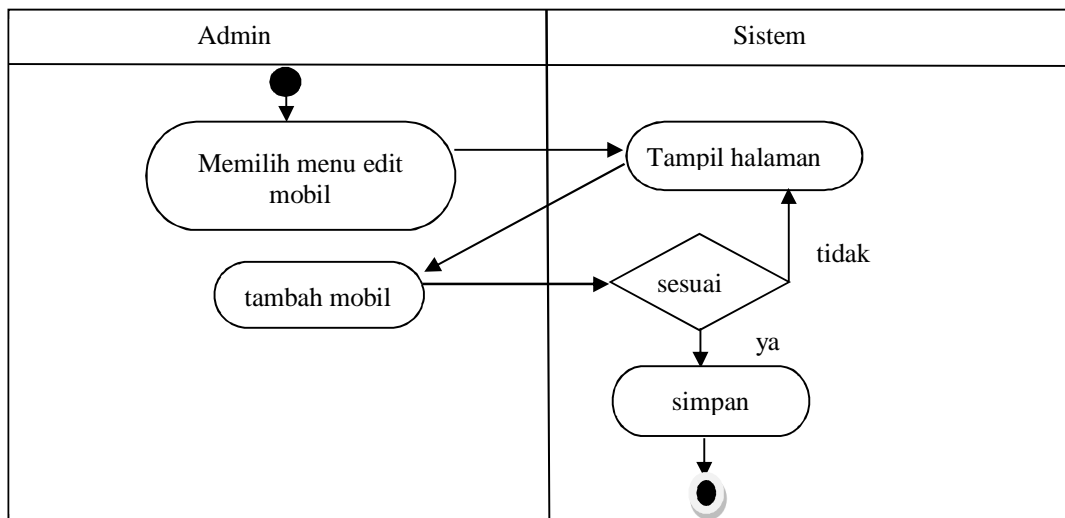 Admin
Sistem
Memilih menu edit
mobil
Tampil halaman
tambah mobil
sesuai
tidak
ya
simpan